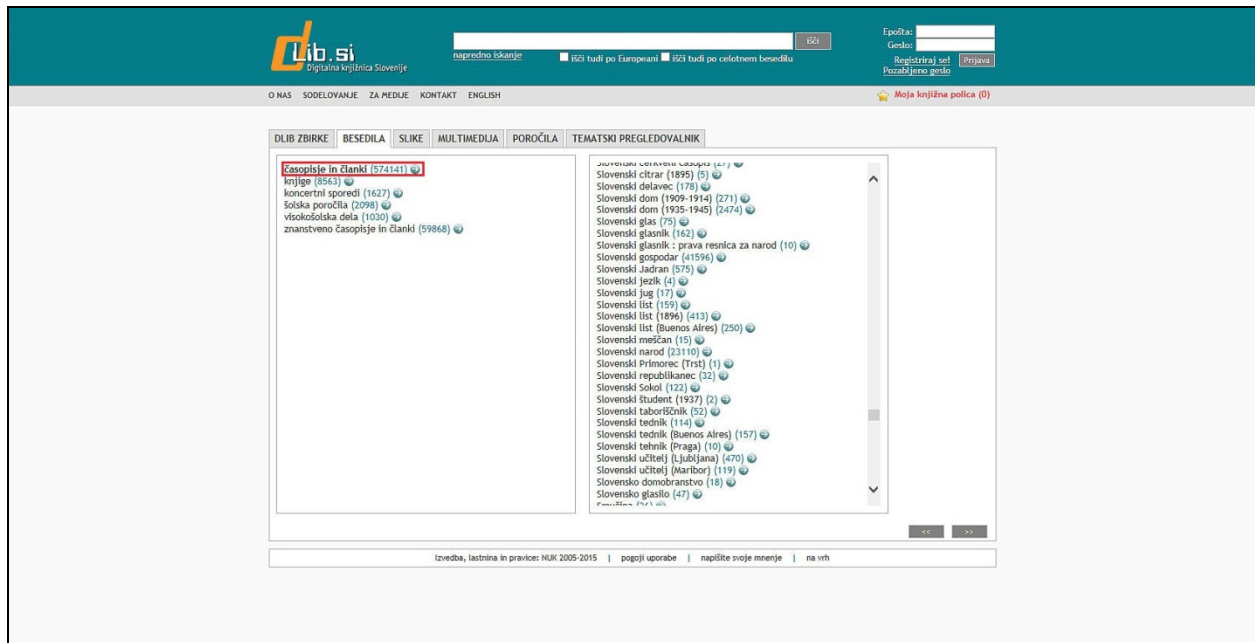 dLib.si
Digitalna knjižnica Slovenije
išči
napredno iskanje
išči tudi po Europeani išči tudi po celotnem besedilu
Epošta:
Geslo:
Registriraj se! Prijava
Pozabljeno geslo
O NAS SODELOVANJE ZA MEDIJE KONTAKT ENGLISH
Moja knjižna polica (0)
DLIB ZBIRKE BESEDILA SLIKE MULTIMEDIJA POROČILA TEMATSKI PREGLEDOVALNIK
časopisje in članki (574141)
knjige (8563)
koncertni sporedi (1627)
šolska poročila (2098)
visokošolska dela (1030)
znanstveno časopisje in članki (59868)
Slovenski cerkveni časopis (27)
Slovenski citrar (1895) (5)
Slovenski delavec (178)
Slovenski dom (1909-1914) (271)
Slovenski dom (1935-1945) (2474)
Slovenski glas (75)
Slovenski glasnik (162)
Slovenski glasnik : prava resnica za narod (10)
Slovenski gospodar (41596)
Slovenski Jadran (575)
Slovenski jezik (4)
Slovenski jug (17)
Slovenski list (159)
Slovenski list (1896) (413)
Slovenski list (Buenos Aires) (250)
Slovenski meščan (15)
Slovenski narod (23110)
Slovenski Primorec (Trst) (1)
Slovenski republikanec (32)
Slovenski Sokol (122)
Slovenski študent (1937) (2)
Slovenski taboriščnik (52)
Slovenski tednik (114)
Slovenski tednik (Buenos Aires) (157)
Slovenski tehnik (Praga) (10)
Slovenski učitelj (Ljubljana) (470)
Slovenski učitelj (Maribor) (119)
Slovensko domobranstvo (18)
Slovensko glasilo (47)
<< >>
Izvedba, lastnina in pravice: NUK 2005-2015 | pogoji uporabe | napišite svoje mnenje | na vrh